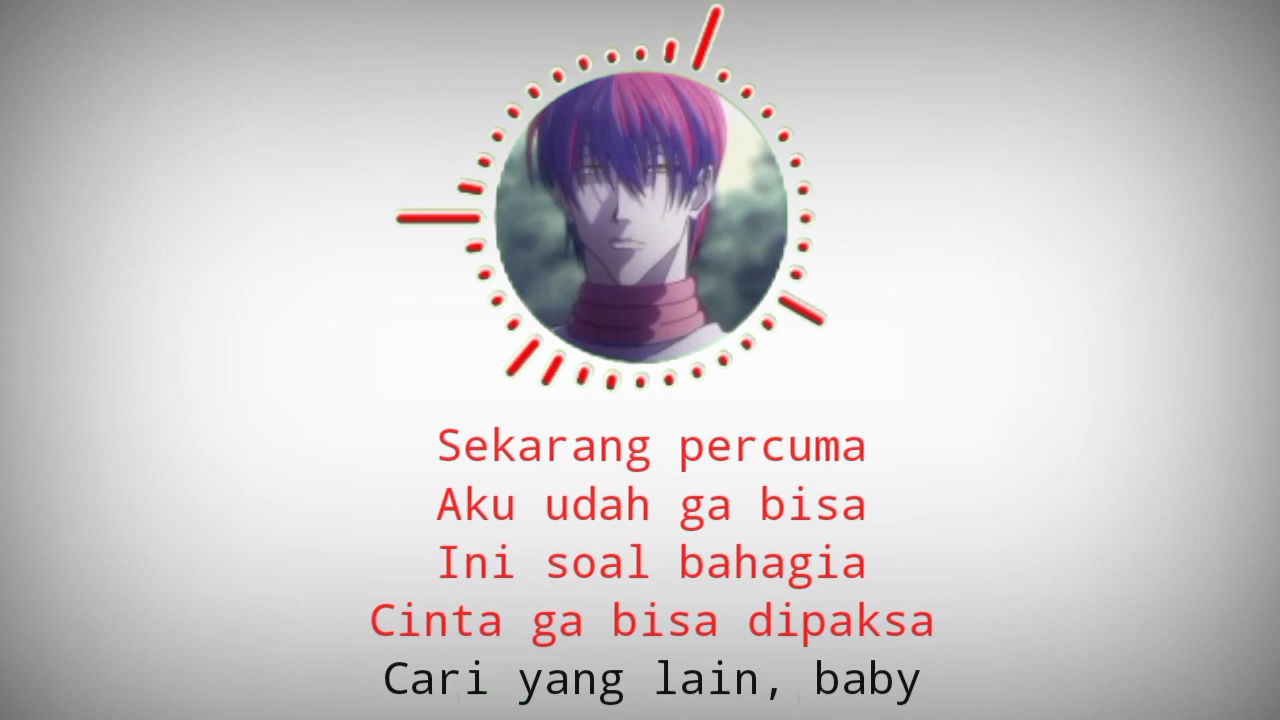 Sekarang percuma
Aku udah ga bisa
Ini soal bahagia
Cinta ga bisa dipaksa
Cari yang lain, baby